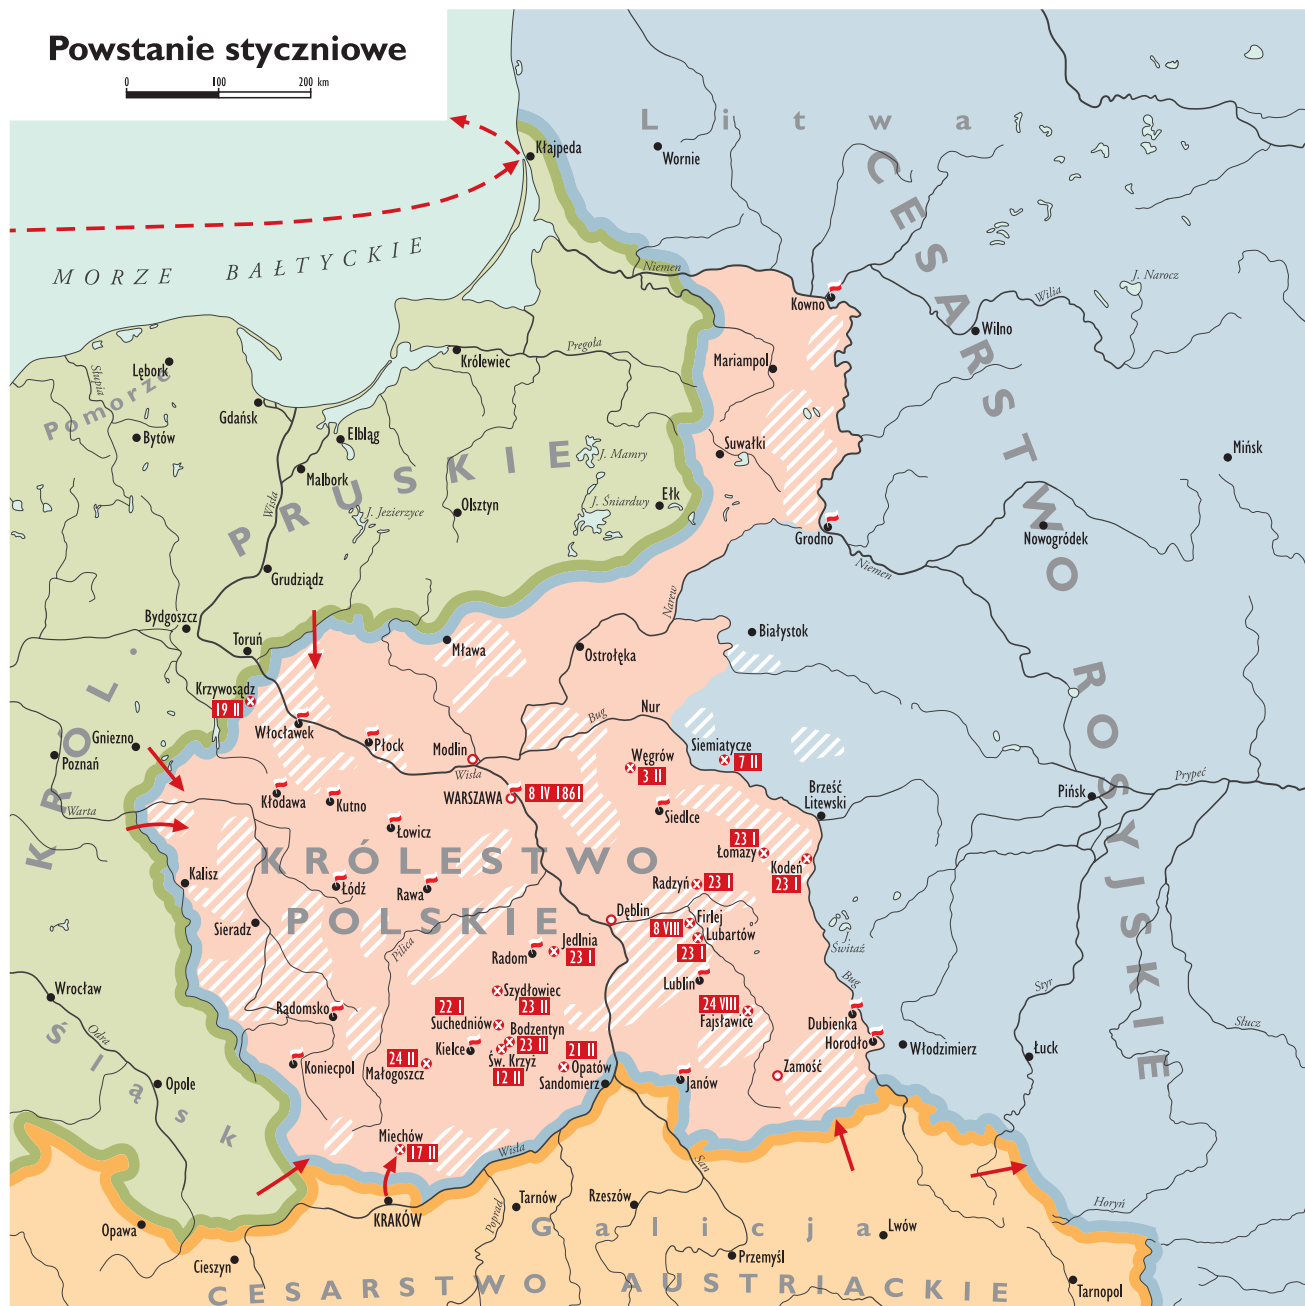 Powstanie styczniowe
0 100 200 km
Litwa
Kłajpeda
Wornie
CESARSTWO ROSYJSKIE
MORZE BAŁTYCKIE
Niemen
Kowno
Wilia
J. Narocz
Wilno
Lębork
Słupia
Pomorze
Królewiec
Pregoła
Mariampol
Gdańsk
Bytów
Elbląg
Malbork
KRÓL. PRUSKIE
J. Mamry
Suwałki
Mińsk
Wisła
J. Jezierzyce
Olsztyn
J. Śniardwy
Ełk
Grodno
Nowogródek
Niemen
Grudziądz
Narew
Bydgoszcz
Toruń
Mława
Ostrołęka
Białystok
Krzywosądz
19 II
Włocławek
Płock
Modlin
Bug
Nur
Siemiatycze
7 II
Węgrów
3 II
Gniezno
Poznań
Wisła
WARSZAWA
8 IV 1861
Kłodawa
Kutno
Siedlce
Brześć
Litewski
Pińsk
Prypeć
Warta
Łowicz
23 I
Łomazy
Kodeń
23 I
KRÓLESTWO
POLSKIE
Kalisz
Łódź
Rawa
Radzyń
23 I
Sieradz
Dęblin
Firlej
8 VIII
Lubartów
23 I
J.
Świtaź
Pilica
Jedlnia
23 I
Radom
Lublin
Bug
Styr
Wrocław
Szydłowiec
23 II
22 I
Suchedniów
Radomsko
24 VIII
Fajsławice
Dubienka
Horodło
Włodzimierz
Łuck
Słucz
Odra
Śląsk
Bodzentyn
23 II
Kielce
24 II
Małogoszcz
Św. Krzyż
12 II
21 II
Opatów
Sandomierz
Koniecpol
Janów
Zamość
Opole
Miechów
17 II
Wisła
San
Horyń
KRAKÓW
Tarnów
Poprad
Rzeszów
Galicja
Lwów
Opawa
Cieszyn
Przemyśl
CESARSTWO AUSTRIACKIE
Tarnopol